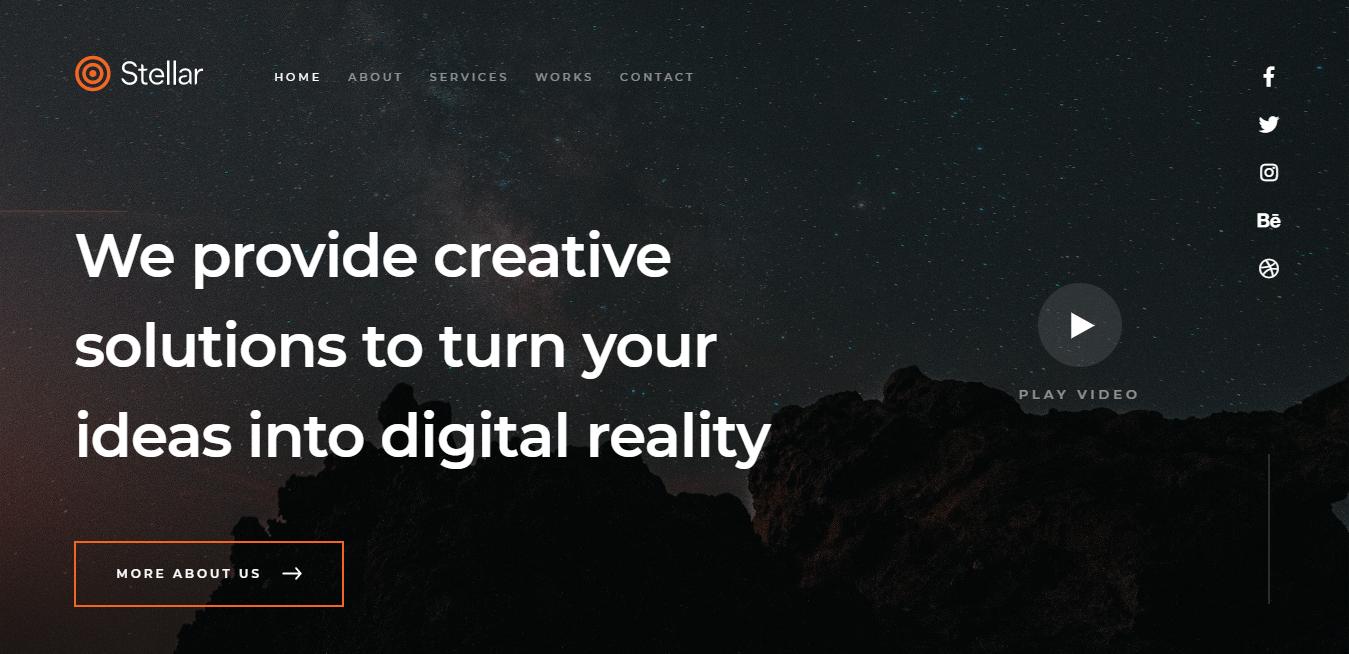 Stellar
HOME ABOUT SERVICES WORKS CONTACT
Bē
We provide creative
solutions to turn your
ideas into digital reality
PLAY VIDEO
MORE ABOUT US